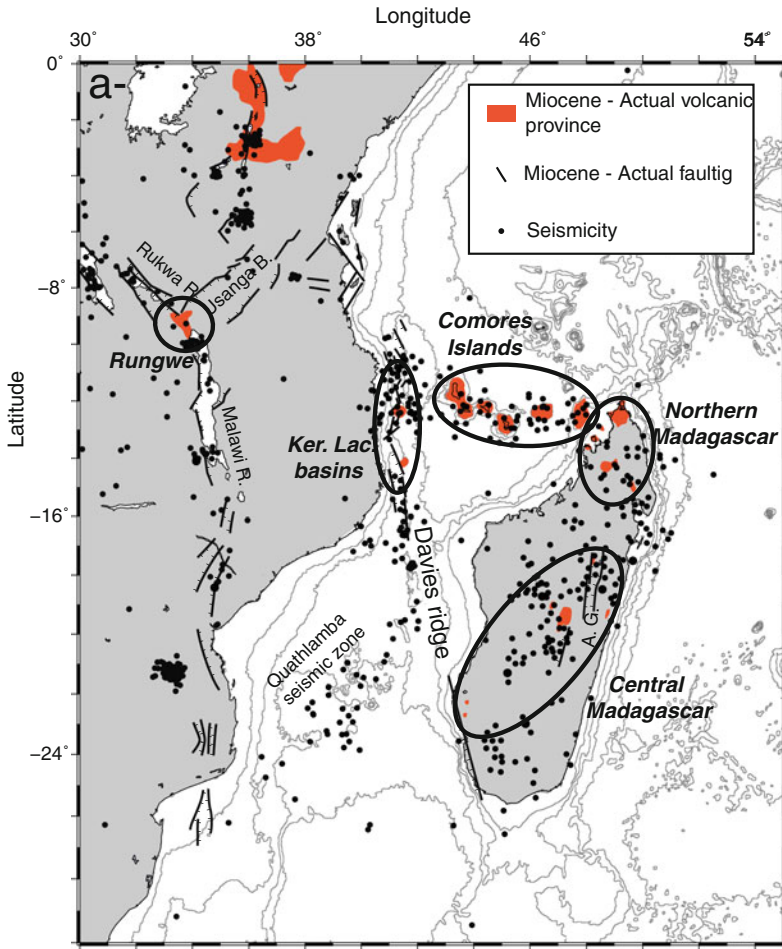 Longitude
30°
38°
46°
54°
0°
a-
Miocene - Actual volcanic
province
Miocene - Actual faultig
Seismicity
Rukwa R.
Usanga B.
−8°
Rungwe
Comores
Islands
Latitude
Malawi R.
Ker. Lac
basins
Northern
Madagascar
−16°
Davies ridge
Quathlamba
seismic zone
A. G.
Central
Madagascar
−24°